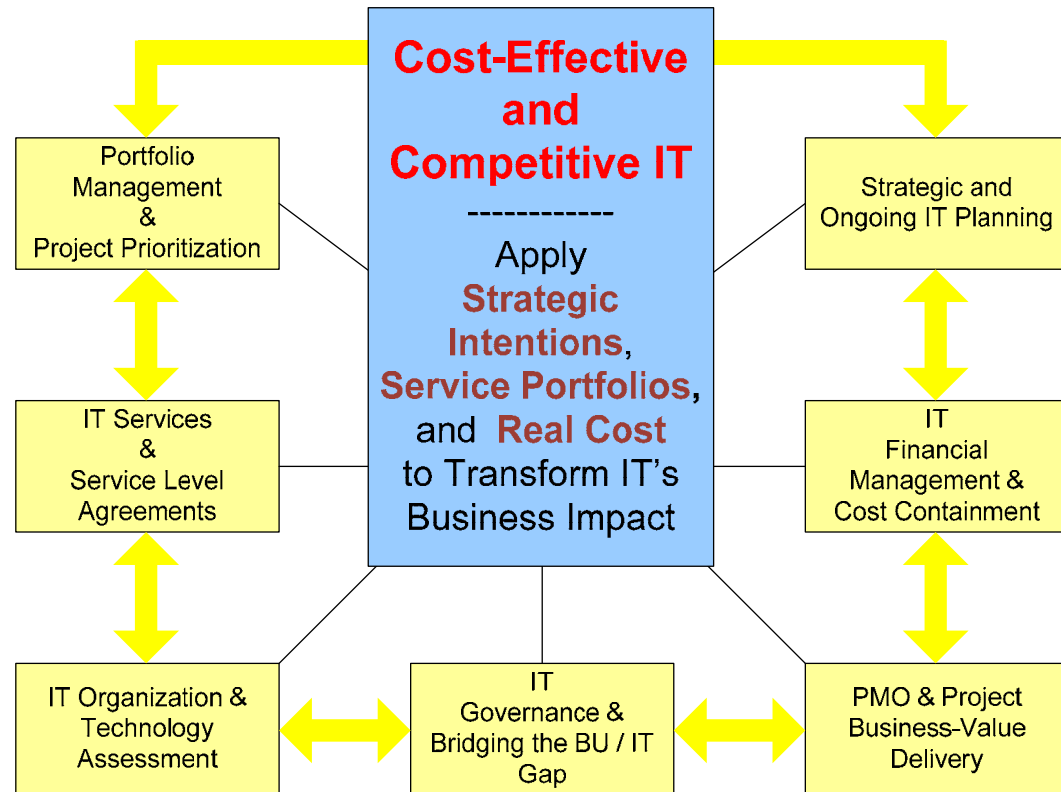 Cost-Effective
and
Competitive IT
------------
Apply
Strategic
Intentions,
Service Portfolios,
and Real Cost
to Transform IT's
Business Impact
Portfolio
Management
&
Project Prioritization
Strategic and
Ongoing IT Planning
IT Services
&
Service Level
Agreements
IT
Financial
Management &
Cost Containment
IT Organization &
Technology
Assessment
IT
Governance &
Bridging the BU / IT
Gap
PMO & Project
Business-Value
Delivery